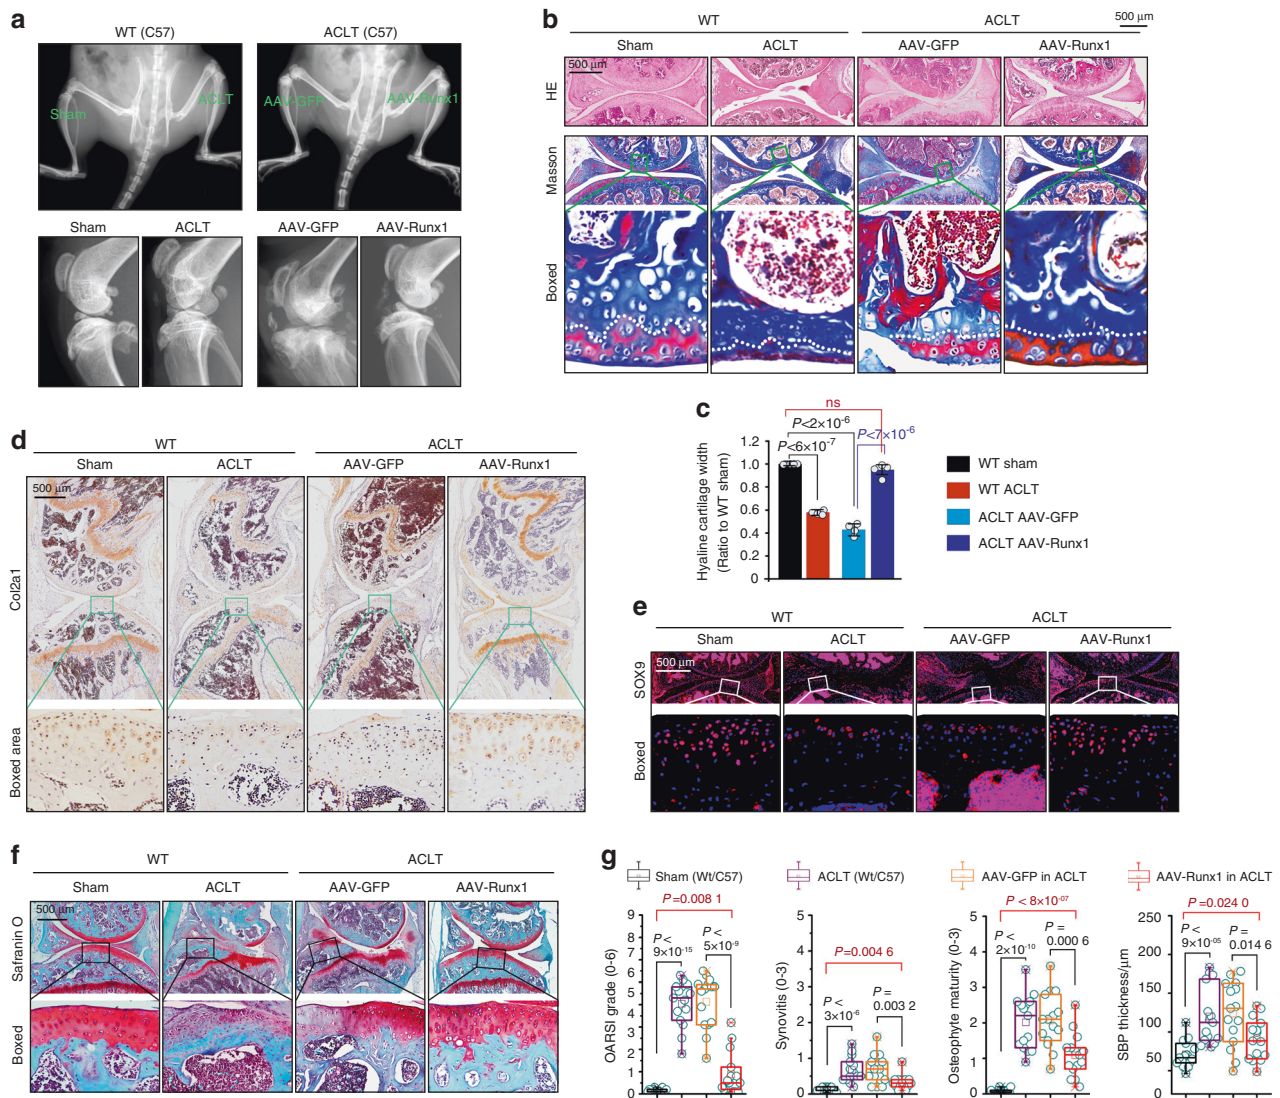 a
WT (C57)
ACLT (C57)
Sham
ACLT
AAV-GFP
AAV-Runx1
Sham
ACLT
AAV-GFP
AAV-Runx1
b
WT
ACLT
500 μm
Sham
ACLT
AAV-GFP
AAV-Runx1
HE
500 μm
Masson
Boxed
c
ns
P<2×10-6
P<7×10-6
P<6×10-7
Hyaline cartilage width
(Ratio to WT sham)
1.2
1.0
0.8
0.6
0.4
0.2
0
WT sham
WT ACLT
ACLT AAV-GFP
ACLT AAV-Runx1
d
WT
ACLT
Sham
ACLT
AAV-GFP
AAV-Runx1
500 μm
Col2a1
Boxed area
e
WT
ACLT
Sham
ACLT
AAV-GFP
AAV-Runx1
SOX9
500 μm
Boxed
f
WT
ACLT
Sham
ACLT
AAV-GFP
AAV-Runx1
Safranin O
500 μm
Boxed
g
Sham (Wt/C57)
ACLT (Wt/C57)
AAV-GFP in ACLT
AAV-Runx1 in ACLT
OARSI grade (0-6)
9
8
7
6
5
4
3
2
1
0
P=0.008 1
P<
9×10-15
P<
5×10-9
Synovitis (0-3)
5
4
3
2
1
0
P=0.004 6
P<
3×10-6
P=
0.003 2
Osteophyte maturity (0-3)
5
4
3
2
1
0
P < 8×10-07
P<
2×10-10
P=
0.000 6
SBP thickness/μm
250
200
150
100
50
0
P=0.024 0
P<
9×10-05
P=
0.014 6